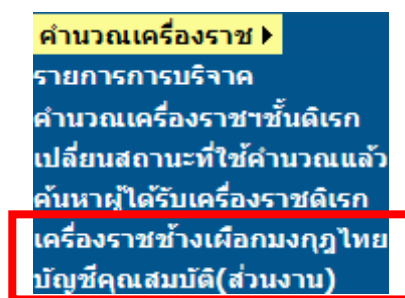 คำนวณเครื่องราช ▶
รายการการบริจาค
คำนวณเครื่องราชฯชั้นดิเรก
เปลี่ยนสถานะที่ใช้คำนวณแล้ว
ค้นหาผู้ได้รับเครื่องราชดิเรก
เครื่องราชช้างเผือกมงกุฎไทย
บัญชีคุณสมบัติ(ส่วนงาน)